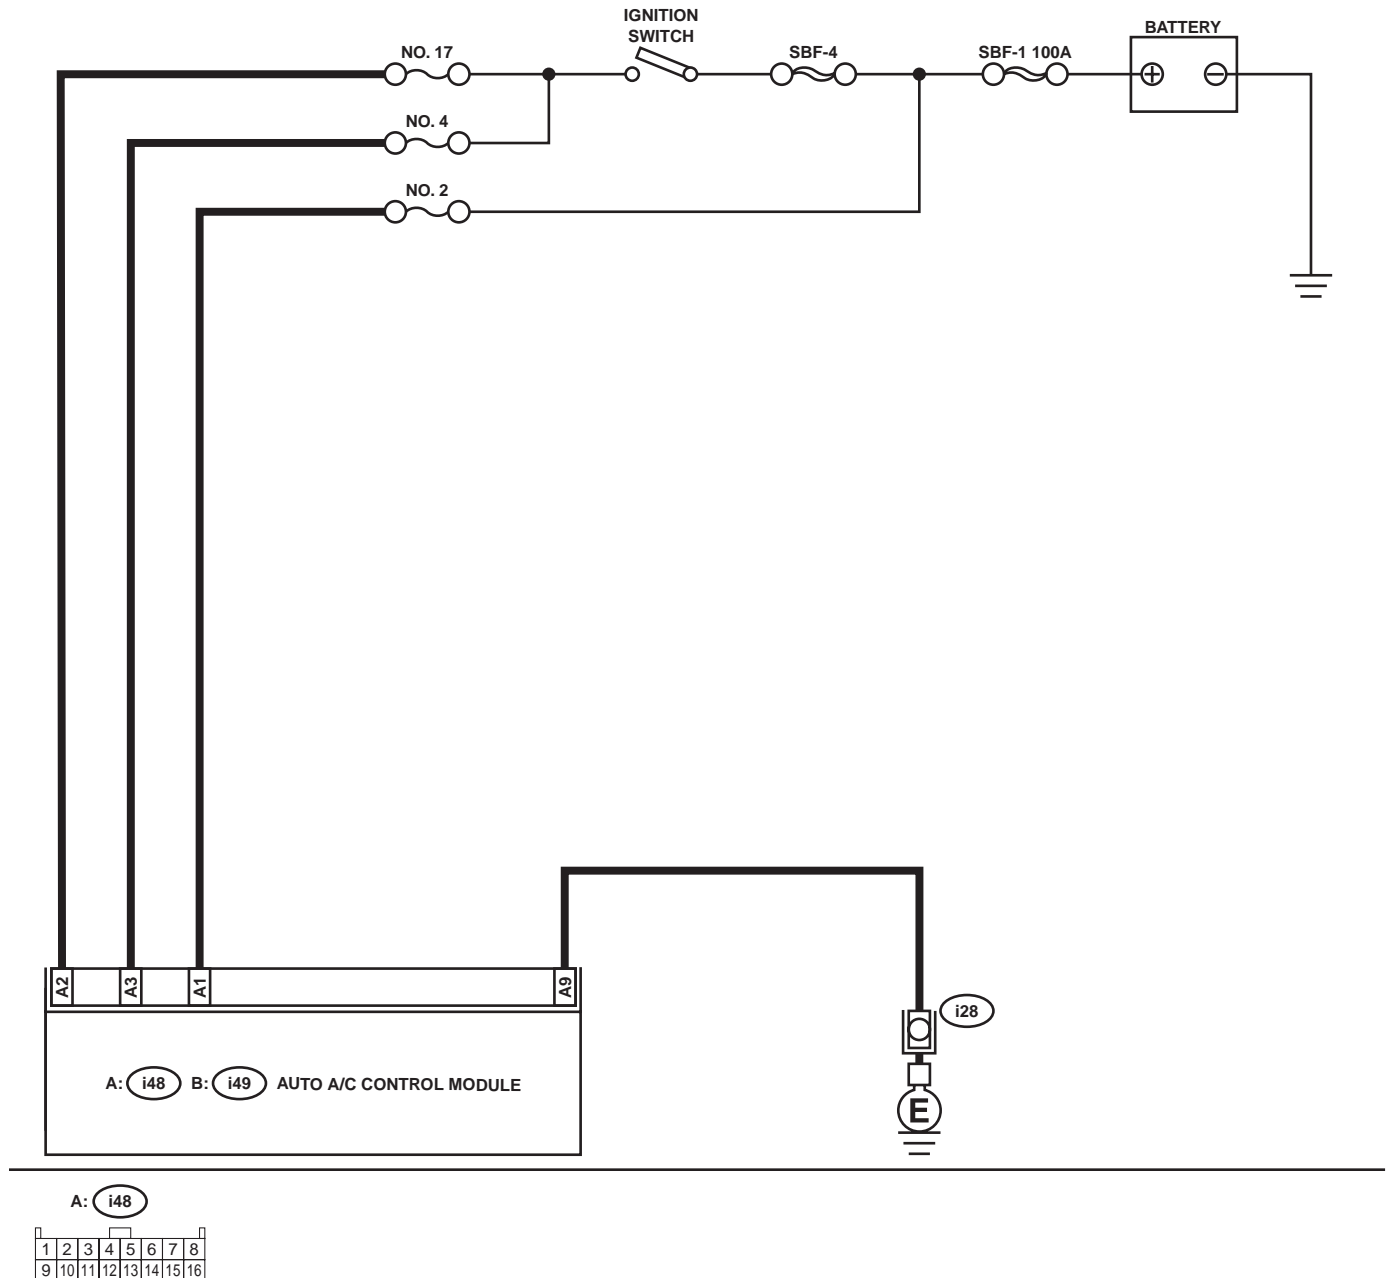 IGNITION
SWITCH
BATTERY
NO. 17
SBF-4
SBF-1 100A
NO. 4
NO. 2
A2
A3
A1
A9
i28
A: i48 B: i49 AUTO A/C CONTROL MODULE
E
A: i48
1 2 3 4 5 6 7 8
9 10 11 12 13 14 15 16